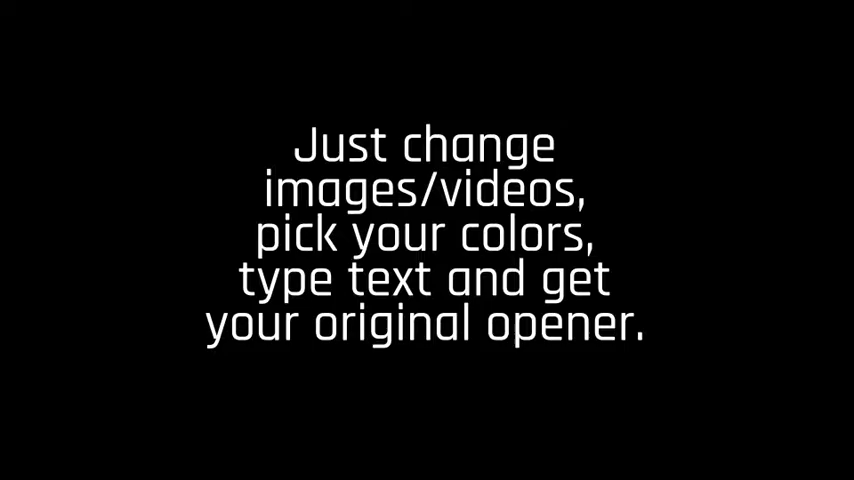 Just change
images/videos,
pick your colors,
type text and get
your original opener.